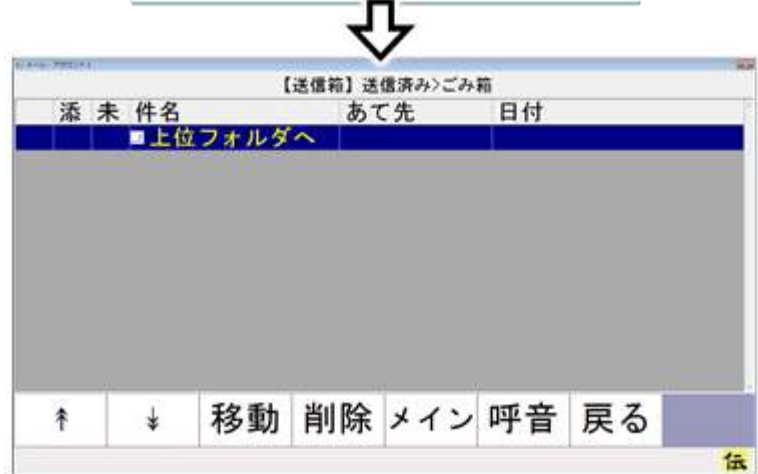 【送信箱】送信済み>ごみ箱
添 未 件名 あて先 日付
上位フォルダへ
↟ ↡ 移動 削除 メイン 呼音 戻る
伝